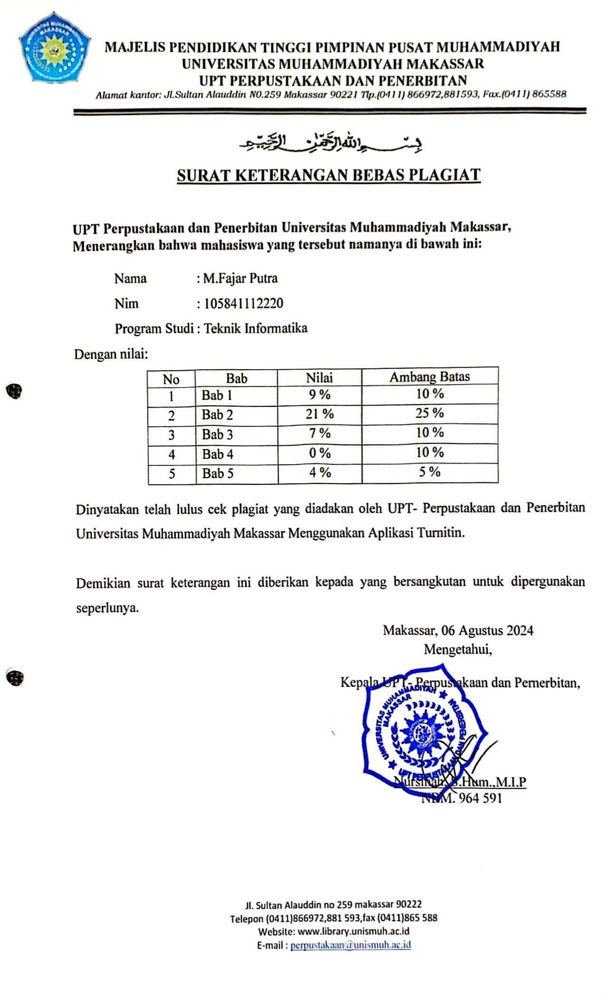 MAJELIS PENDIDIKAN TINGGI PIMPINAN PUSAT MUHAMMADIYAH
UNIVERSITAS MUHAMMADIYAH MAKASSAR
UPT PERPUSTAKAAN DAN PENERBITAN
Alamat kantor: Jl.Sultan Alauddin N0.259 Makassar 90221 Tlp.(0411) 866972,881593, Fax.(0411) 865588
بِسْــمِ اللهِ الرَّحْمٰنِ الرَّحِيْمِ
SURAT KETERANGAN BEBAS PLAGIAT
UPT Perpustakaan dan Penerbitan Universitas Muhammadiyah Makassar,
Menerangkan bahwa mahasiswa yang tersebut namanya di bawah ini:
Nama : M.Fajar Putra
Nim : 105841112220
Program Studi : Teknik Informatika
Dengan nilai:
No Bab Nilai Ambang Batas
1 Bab 1 9 % 10 %
2 Bab 2 21 % 25 %
3 Bab 3 7 % 10 %
4 Bab 4 0 % 10 %
5 Bab 5 4 % 5 %
Dinyatakan telah lulus cek plagiat yang diadakan oleh UPT- Perpustakaan dan Penerbitan
Universitas Muhammadiyah Makassar Menggunakan Aplikasi Turnitin.
Demikian surat keterangan ini diberikan kepada yang bersangkutan untuk dipergunakan
seperlunya.
Makassar, 06 Agustus 2024
Mengetahui,
Kepala UPT- Perpustakaan dan Pernerbitan,
UNIVERSITAS MUHAMMADIYAH
MAKASSAR
UPT PERPUSTAKAAN DAN PENERBITAN
Nursinah, S.Hum.,M.I.P
NBM. 964 591
Jl. Sultan Alauddin no 259 makassar 90222
Telepon (0411)866972,881 593,fax (0411)865 588
Website: www.library.unismuh.ac.id
E-mail : perpustakaan@unismuh.ac.id